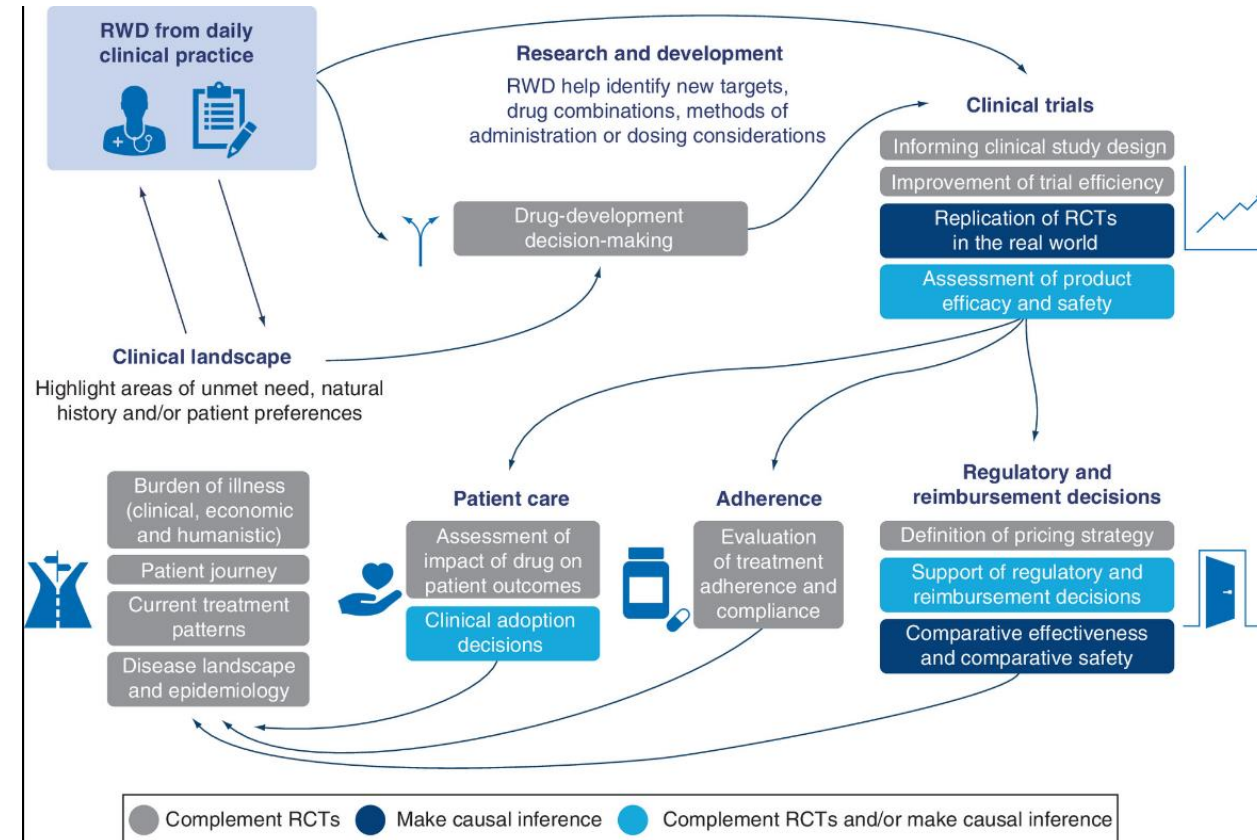 RWD from daily
clinical practice
Research and development
RWD help identify new targets,
drug combinations, methods of
administration or dosing considerations
Clinical trials
Informing clinical study design
Improvement of trial efficiency
Replication of RCTs
in the real world
Assessment of product
efficacy and safety
Drug-development
decision-making
Clinical landscape
Highlight areas of unmet need, natural
history and/or patient preferences
Burden of illness
(clinical, economic
and humanistic)
Patient journey
Current treatment
patterns
Disease landscape
and epidemiology
Patient care
Assessment of
impact of drug on
patient outcomes
Clinical adoption
decisions
Adherence
Evaluation
of treatment
adherence and
compliance
Regulatory and
reimbursement decisions
Definition of pricing strategy
Support of regulatory and
reimbursement decisions
Comparative effectiveness
and comparative safety
Complement RCTs
Make causal inference
Complement RCTs and/or make causal inference